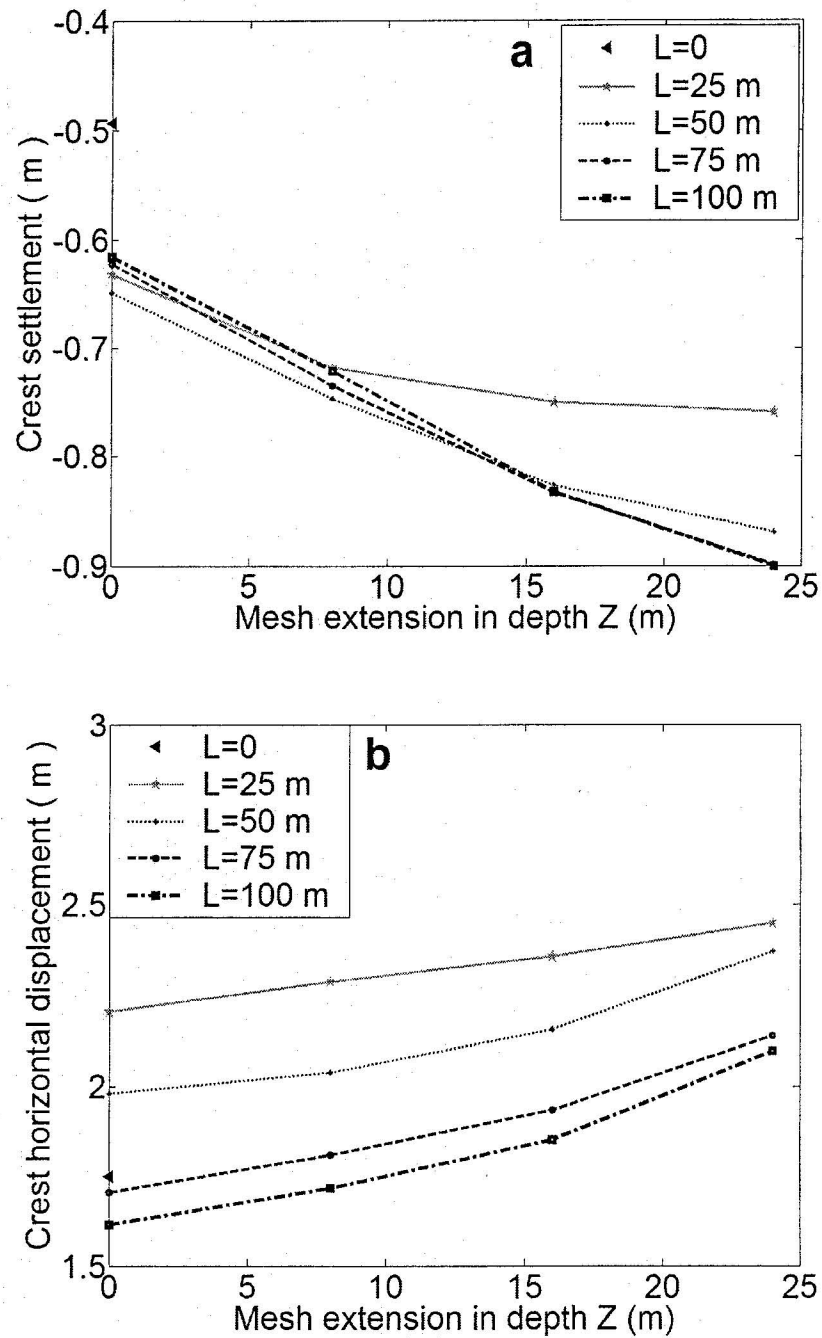 -0.4
a
L=0
L=25 m
L=50 m
L=75 m
L=100 m
-0.5
-0.6
-0.7
-0.8
-0.9
Crest settlement ( m )
0 5 10 15 20 25
Mesh extension in depth Z (m)
3
b
L=0
L=25 m
L=50 m
L=75 m
L=100 m
2.5
2
1.5
Crest horizontal displacement ( m )
0 5 10 15 20 25
Mesh extension in depth Z (m)